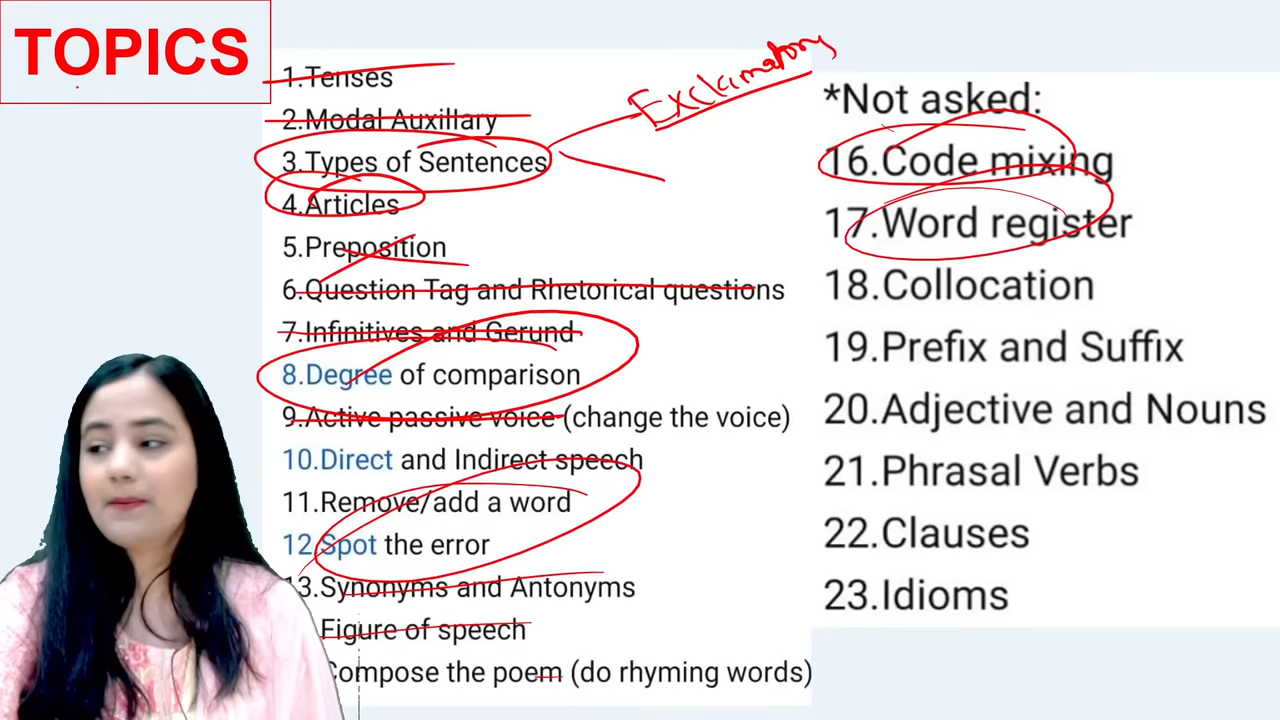 TOPICS
1.Tenses
2.Modal Auxillary
3.Types of Sentences
Exclamatory
4.Articles
5.Preposition
6.Question Tag and Rhetorical questions
7.Infinitives and Gerund
8.Degree of comparison
9.Active passive voice (change the voice)
10.Direct and Indirect speech
11.Remove/add a word
12.Spot the error
13.Synonyms and Antonyms
Figure of speech
Compose the poem (do rhyming words)
*Not asked:
16.Code mixing
17.Word register
18.Collocation
19.Prefix and Suffix
20.Adjective and Nouns
21.Phrasal Verbs
22.Clauses
23.Idioms